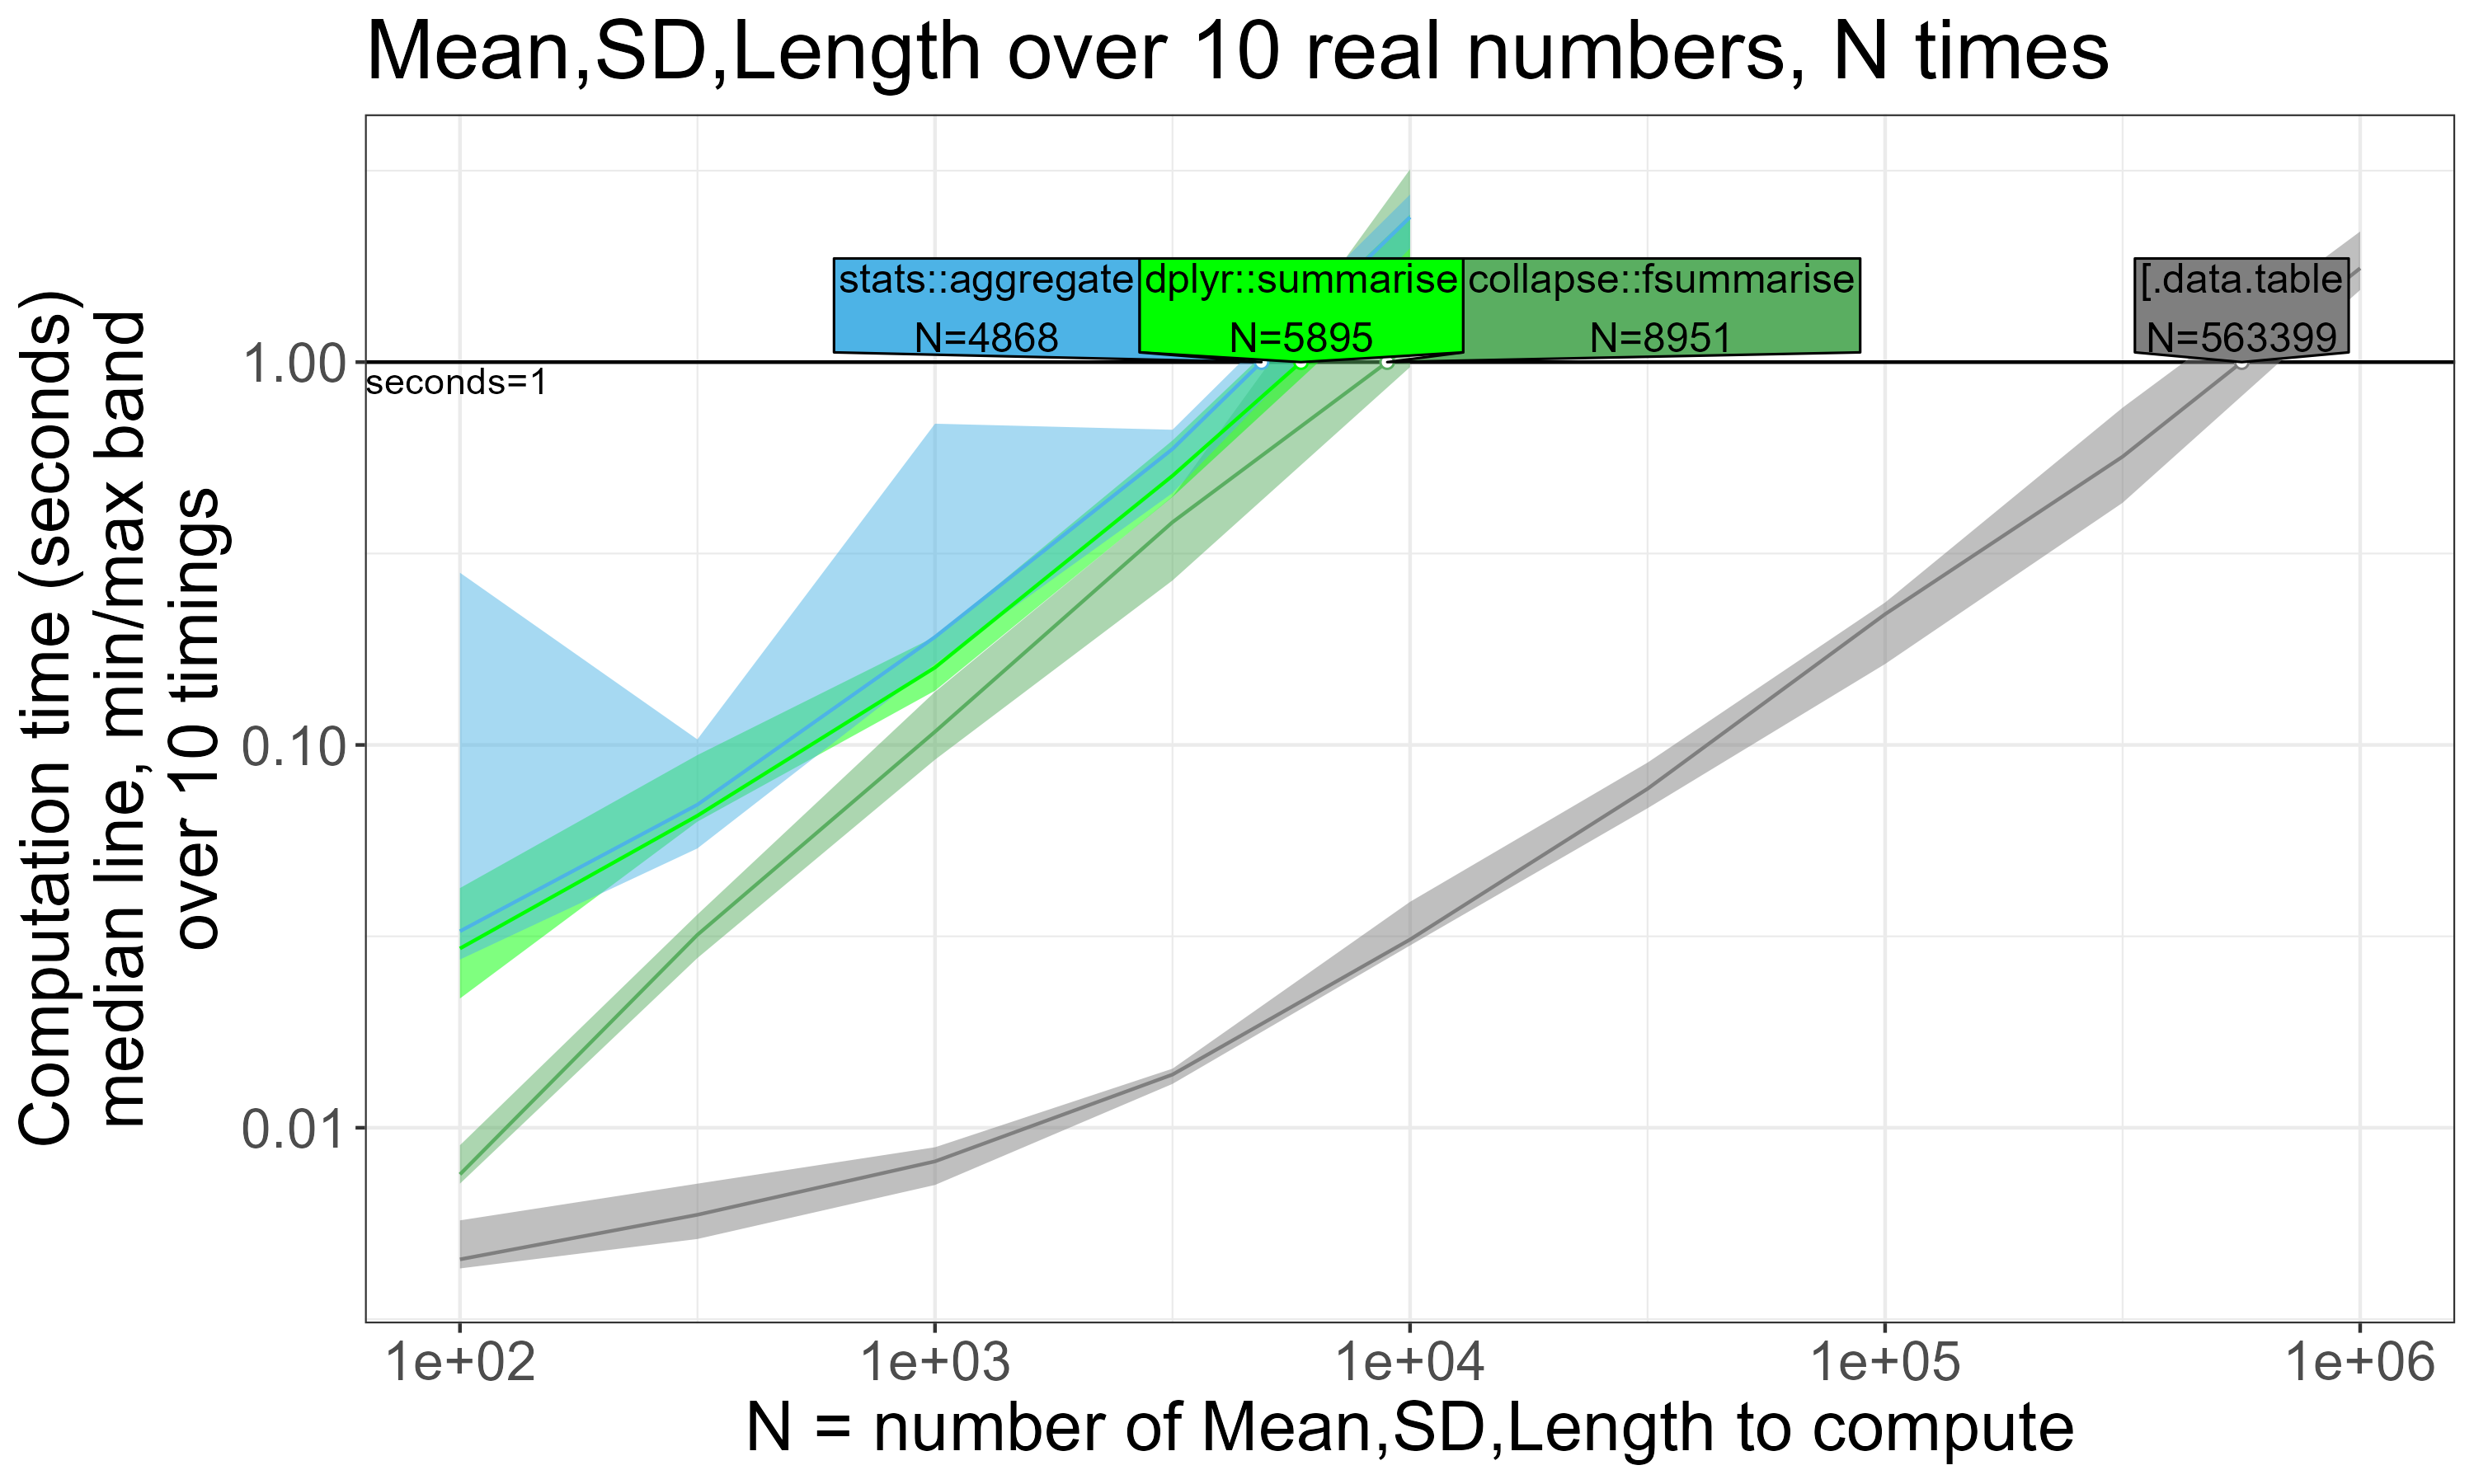 Mean,SD,Length over 10 real numbers, N times
Computation time (seconds)
median line, min/max band
over 10 timings
1.00
0.10
0.01
seconds=1
stats::aggregate
N=4868
dplyr::summarise
N=5895
collapse::fsummarise
N=8951
[.data.table
N=563399
1e+02
1e+03
1e+04
1e+05
1e+06
N = number of Mean,SD,Length to compute